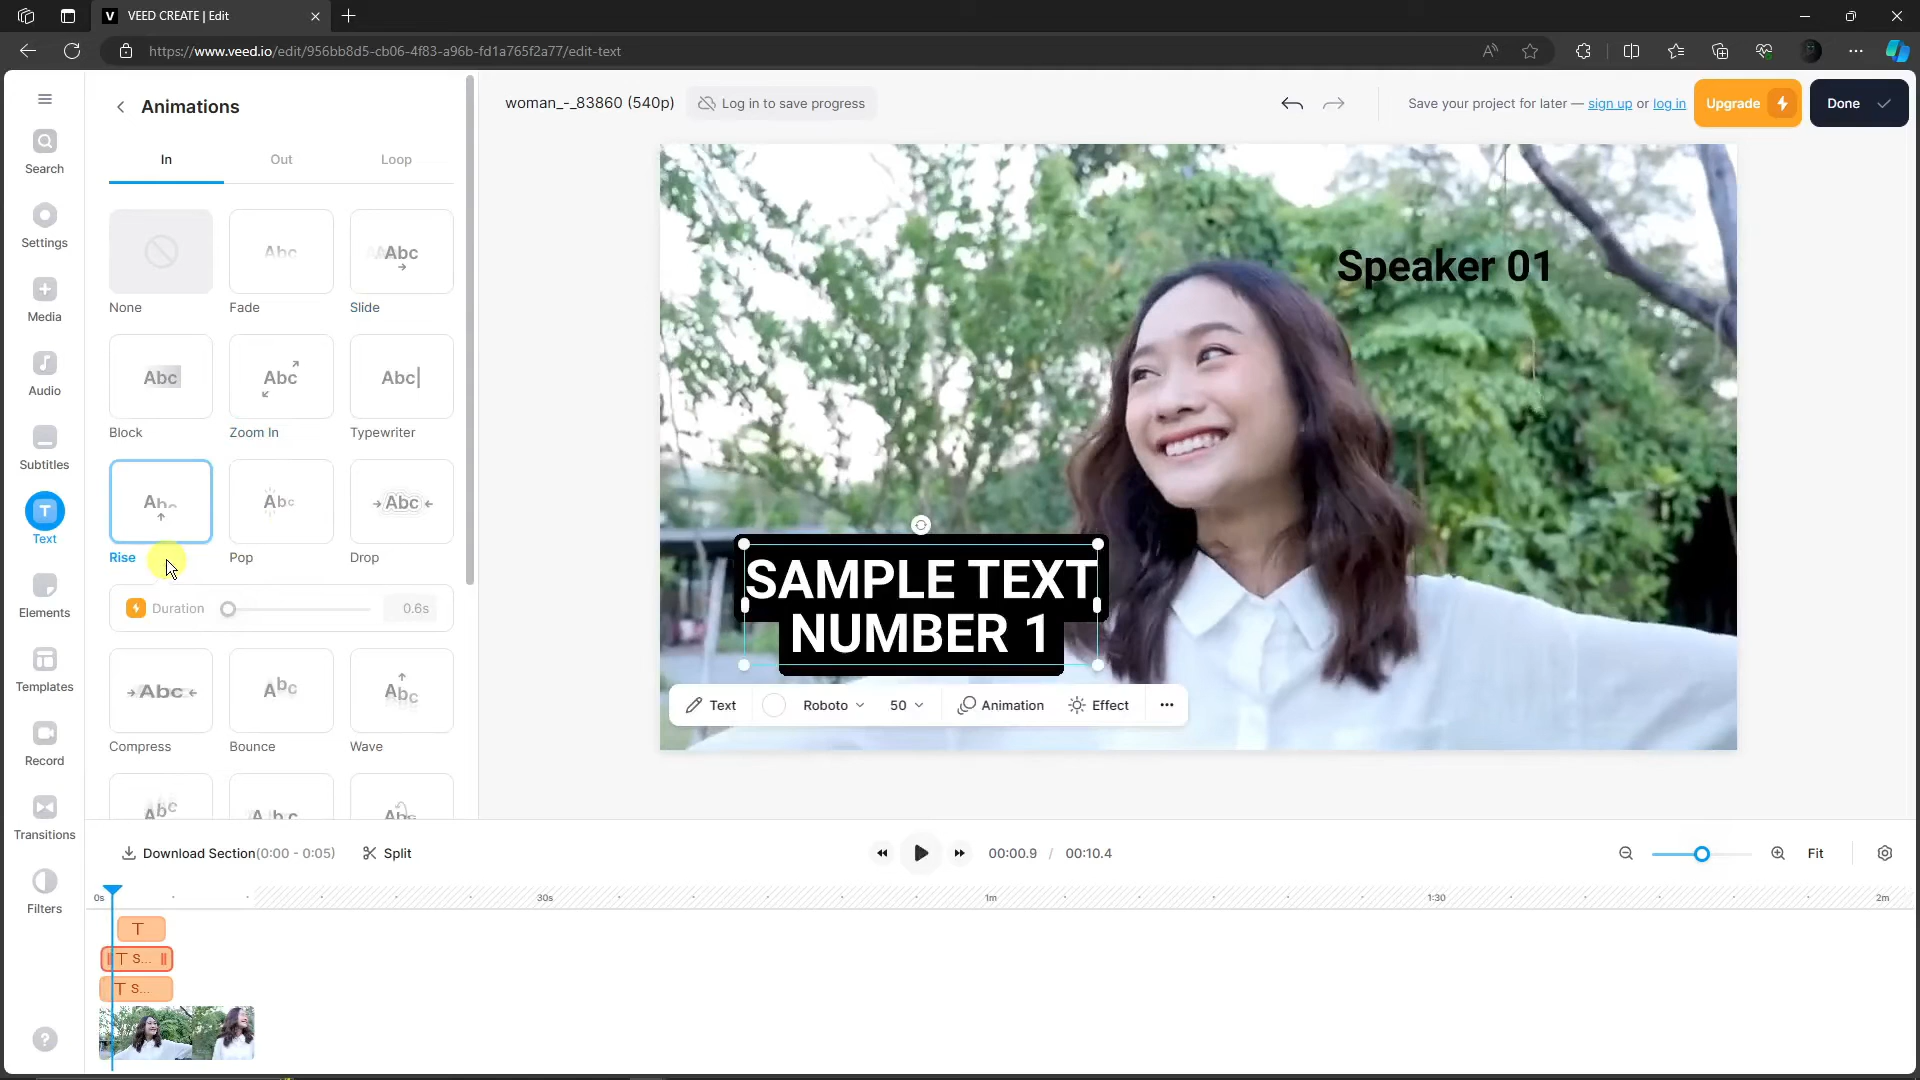 VEED CREATE | Edit
https://www.veed.io/edit/956bb8d5-cb06-4f83-a96b-fd1a765f2a77/edit-text
Animations
woman_-_83860 (540p)
Log in to save progress
Save your project for later — sign up or log in
Upgrade
Done
In
Out
Loop
Search
Settings
Media
Audio
Subtitles
Text
Elements
Templates
Record
Transitions
Filters
Abc
Abc
None
Fade
Slide
Abc
Abc
Abc
Block
Zoom In
Typewriter
Abc
Abc
Abc
Rise
Pop
Drop
Duration
0.6s
Abc
Abc
Abc
Compress
Bounce
Wave
Abc
Abc
Abc
Speaker 01
SAMPLE TEXT
NUMBER 1
Text
Roboto
50
Animation
Effect
Download Section(0:00 - 0:05)
Split
00:00.9 / 00:10.4
Fit
0s
30s
1m
1:30
2m
T
T S...
T S...